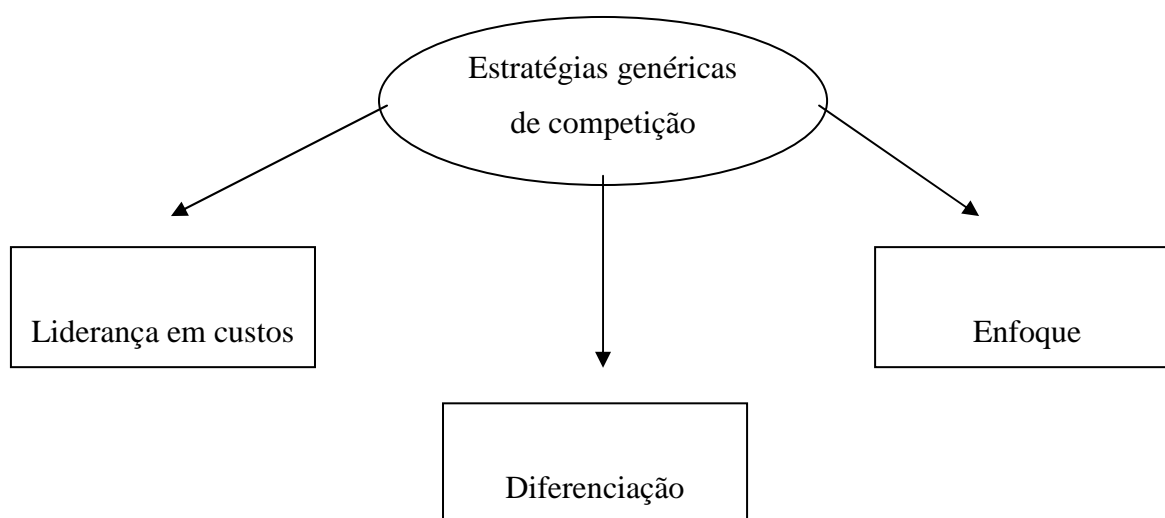 Estratégias genéricas
de competição
Liderança em custos
Enfoque
Diferenciação